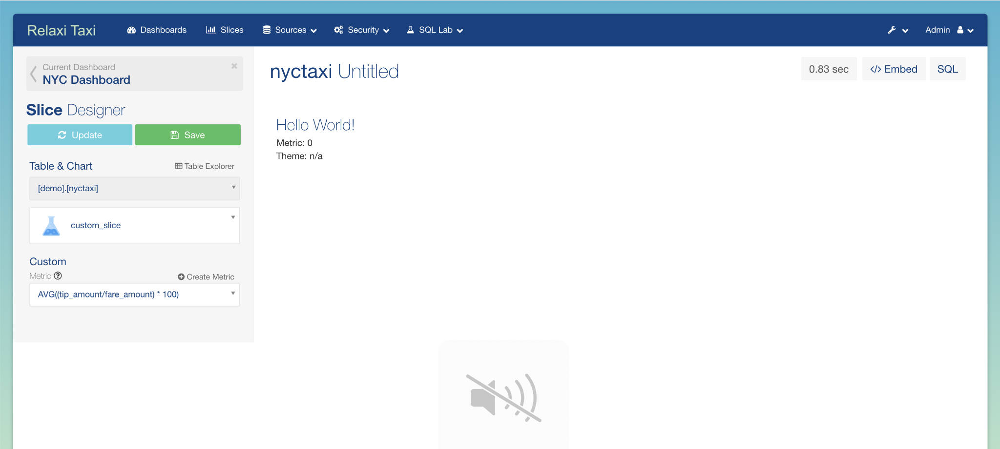 Relaxi Taxi
Dashboards
Slices
Sources
Security
SQL Lab
Admin
Current Dashboard
NYC Dashboard
Slice Designer
Update
Save
Table & Chart
Table Explorer
[demo].[nyctaxi]
custom_slice
Custom
Metric
Create Metric
AVG((tip_amount/fare_amount) * 100)
nyctaxi Untitled
0.83 sec
</> Embed
SQL
Hello World!
Metric: 0
Theme: n/a